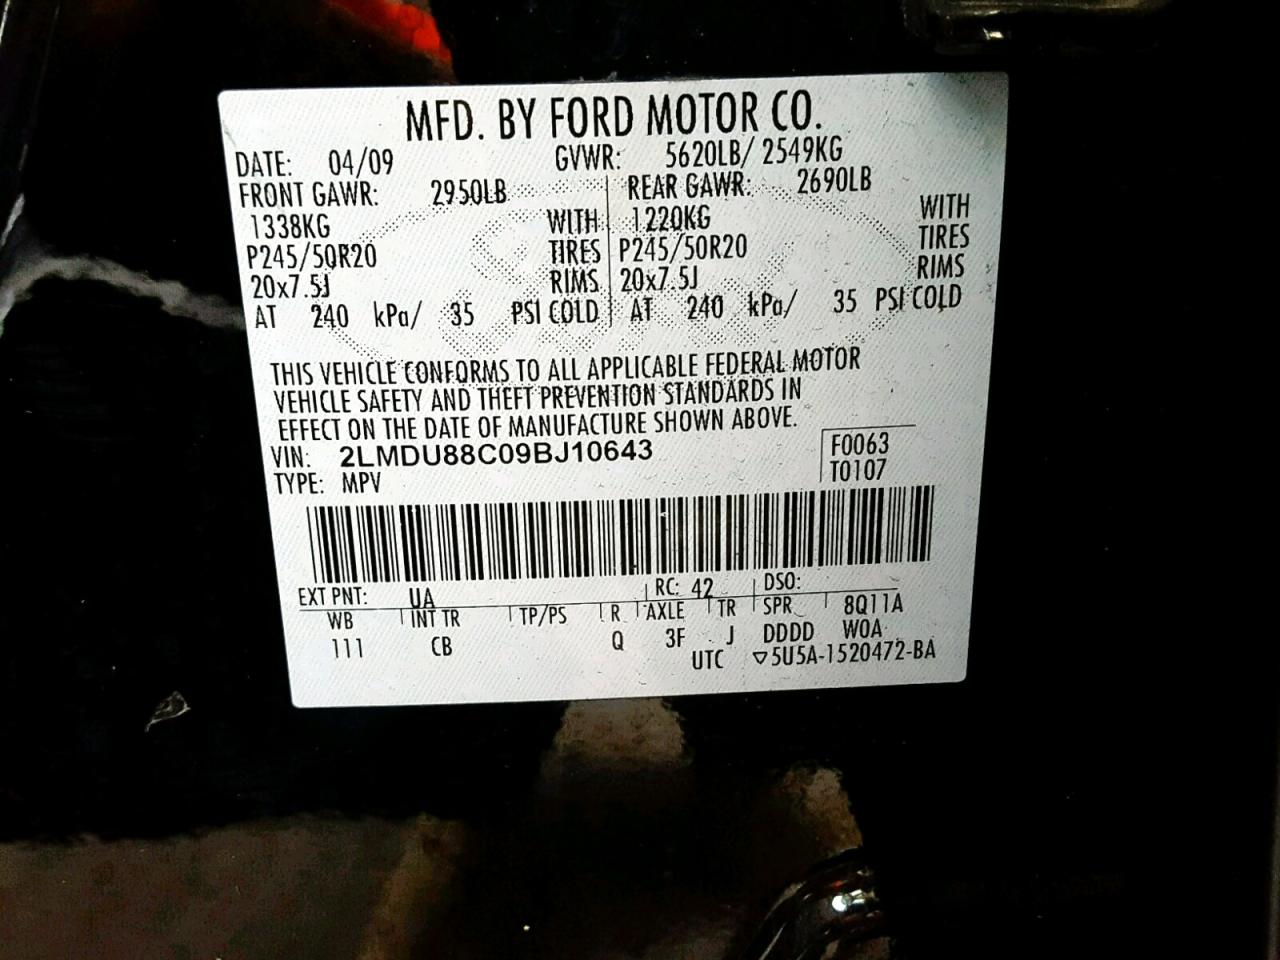 MFD. BY FORD MOTOR CO.
DATE: 04/09 GVWR: 5620LB/ 2549KG
FRONT GAWR: 2950LB REAR GAWR: 2690LB
1338KG WITH 1220KG WITH
P245/50R20 TIRES P245/50R20 TIRES
20x7.5J RIMS 20x7.5J RIMS
AT 240 kPa/ 35 PSI COLD AT 240 kPa/ 35 PSI COLD
THIS VEHICLE CONFORMS TO ALL APPLICABLE FEDERAL MOTOR
VEHICLE SAFETY AND THEFT PREVENTION STANDARDS IN
EFFECT ON THE DATE OF MANUFACTURE SHOWN ABOVE.
VIN: 2LMDU88C09BJ10643 F0063
TYPE: MPV T0107
EXT PNT: UA RC: 42 DSO:
WB INT TR TP/PS R AXLE TR SPR 8Q11A
111 CB Q 3F J DDDD W0A
UTC ▽5U5A-1520472-BA